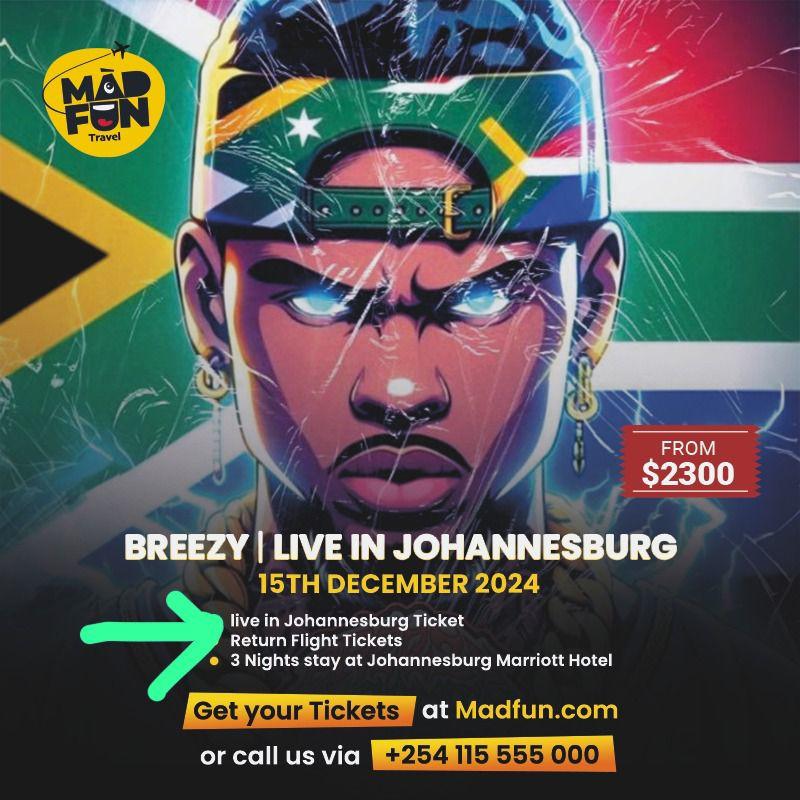 MAD
FUN
Travel
FROM
$2300
BREEZY | LIVE IN JOHANNESBURG
15TH DECEMBER 2024
live in Johannesburg Ticket
Return Flight Tickets
• 3 Nights stay at Johannesburg Marriott Hotel
Get your Tickets at Madfun.com
or call us via +254 115 555 000